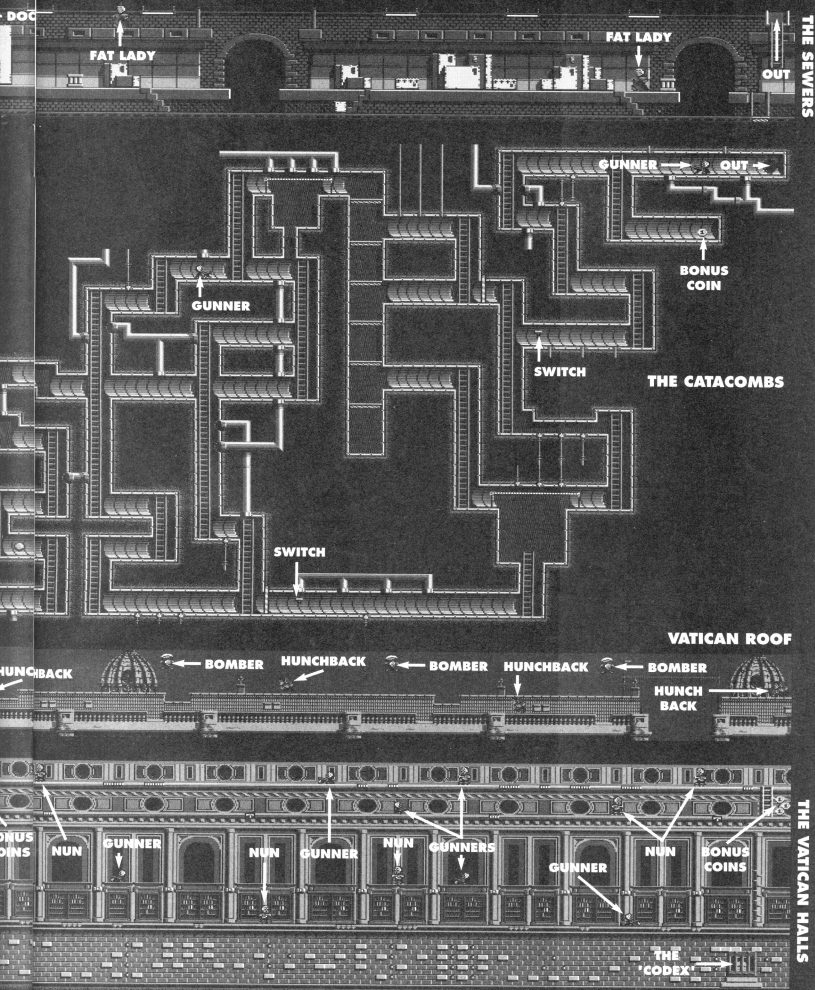 DOC
FAT LADY
FAT LADY
OUT
THE SEWERS
GUNNER
OUT
BONUS
COIN
GUNNER
SWITCH
THE CATACOMBS
SWITCH
VATICAN ROOF
HUNCHBACK
BOMBER
HUNCHBACK
BOMBER
HUNCHBACK
BOMBER
HUNCH
BACK
ONUS
OINS
NUN
GUNNER
NUN
GUNNER
NUN
GUNNERS
GUNNER
NUN
BONUS
COINS
THE VATICAN HALLS
THE
'CODEX'